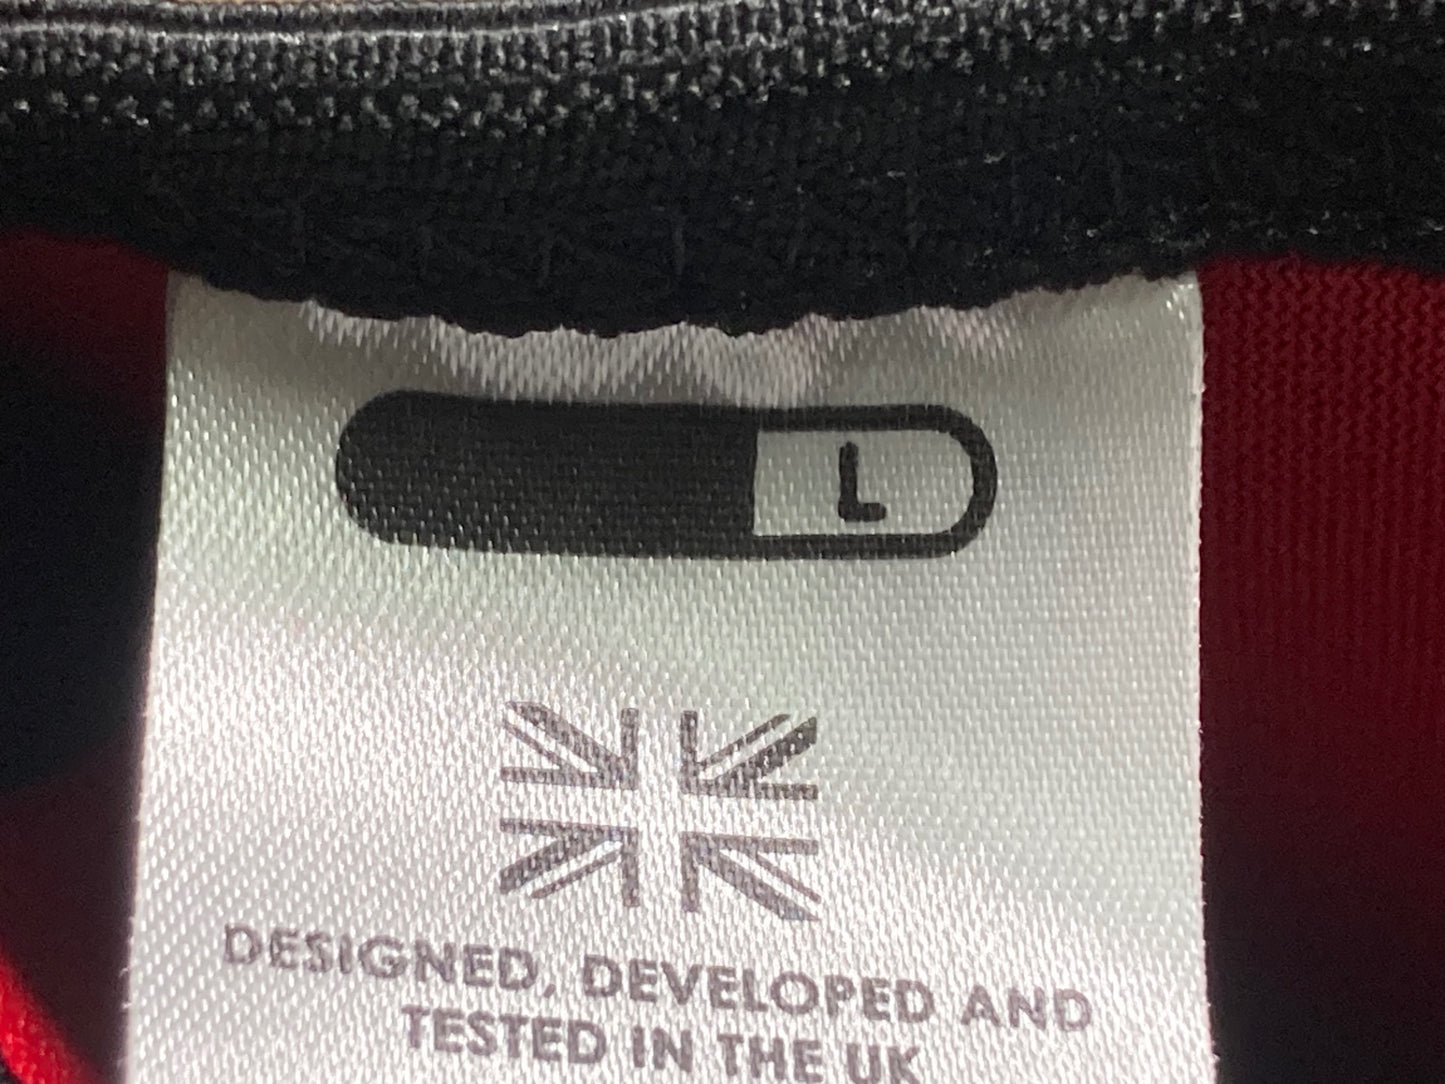 L
DESIGNED, DEVELOPED AND
TESTED IN THE UK